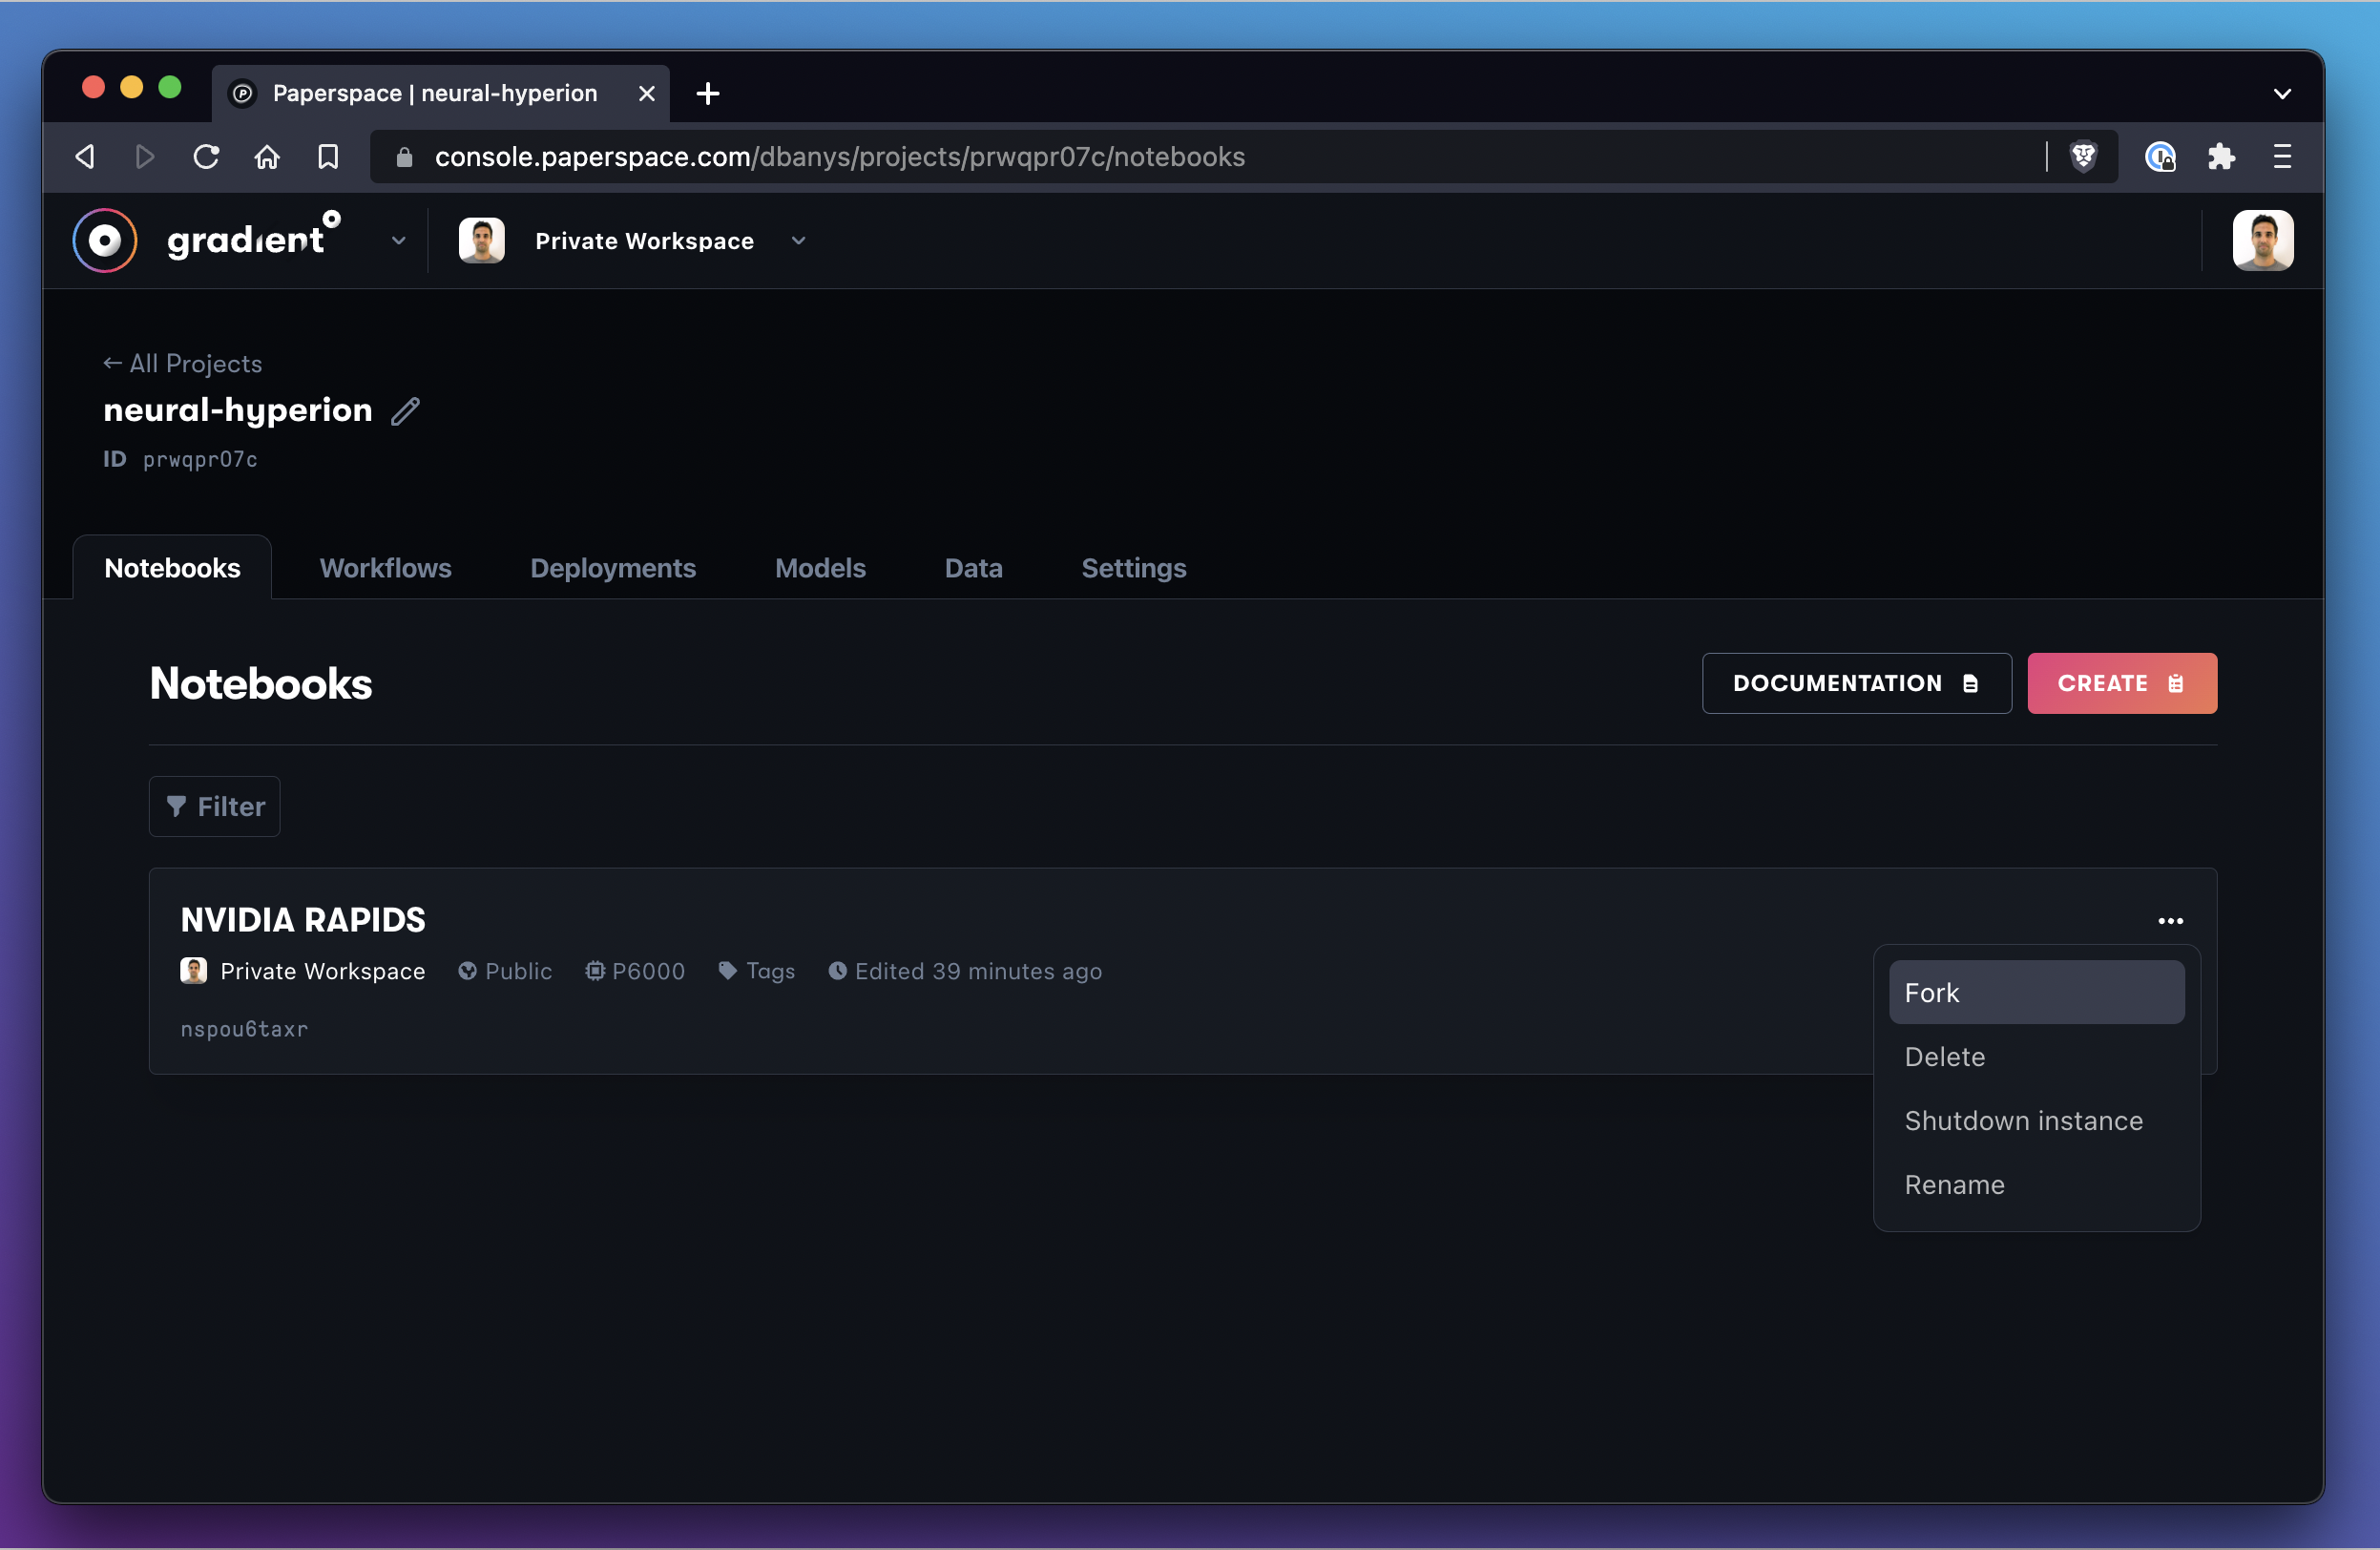 Paperspace | neural-hyperion
console.paperspace.com/dbanys/projects/prwqpr07c/notebooks
gradient
Private Workspace
← All Projects
neural-hyperion
ID prwqpr07c
Notebooks Workflows Deployments Models Data Settings
Notebooks
DOCUMENTATION CREATE
Filter
NVIDIA RAPIDS
Private Workspace Public P6000 Tags Edited 39 minutes ago
nspou6taxr
Fork
Delete
Shutdown instance
Rename